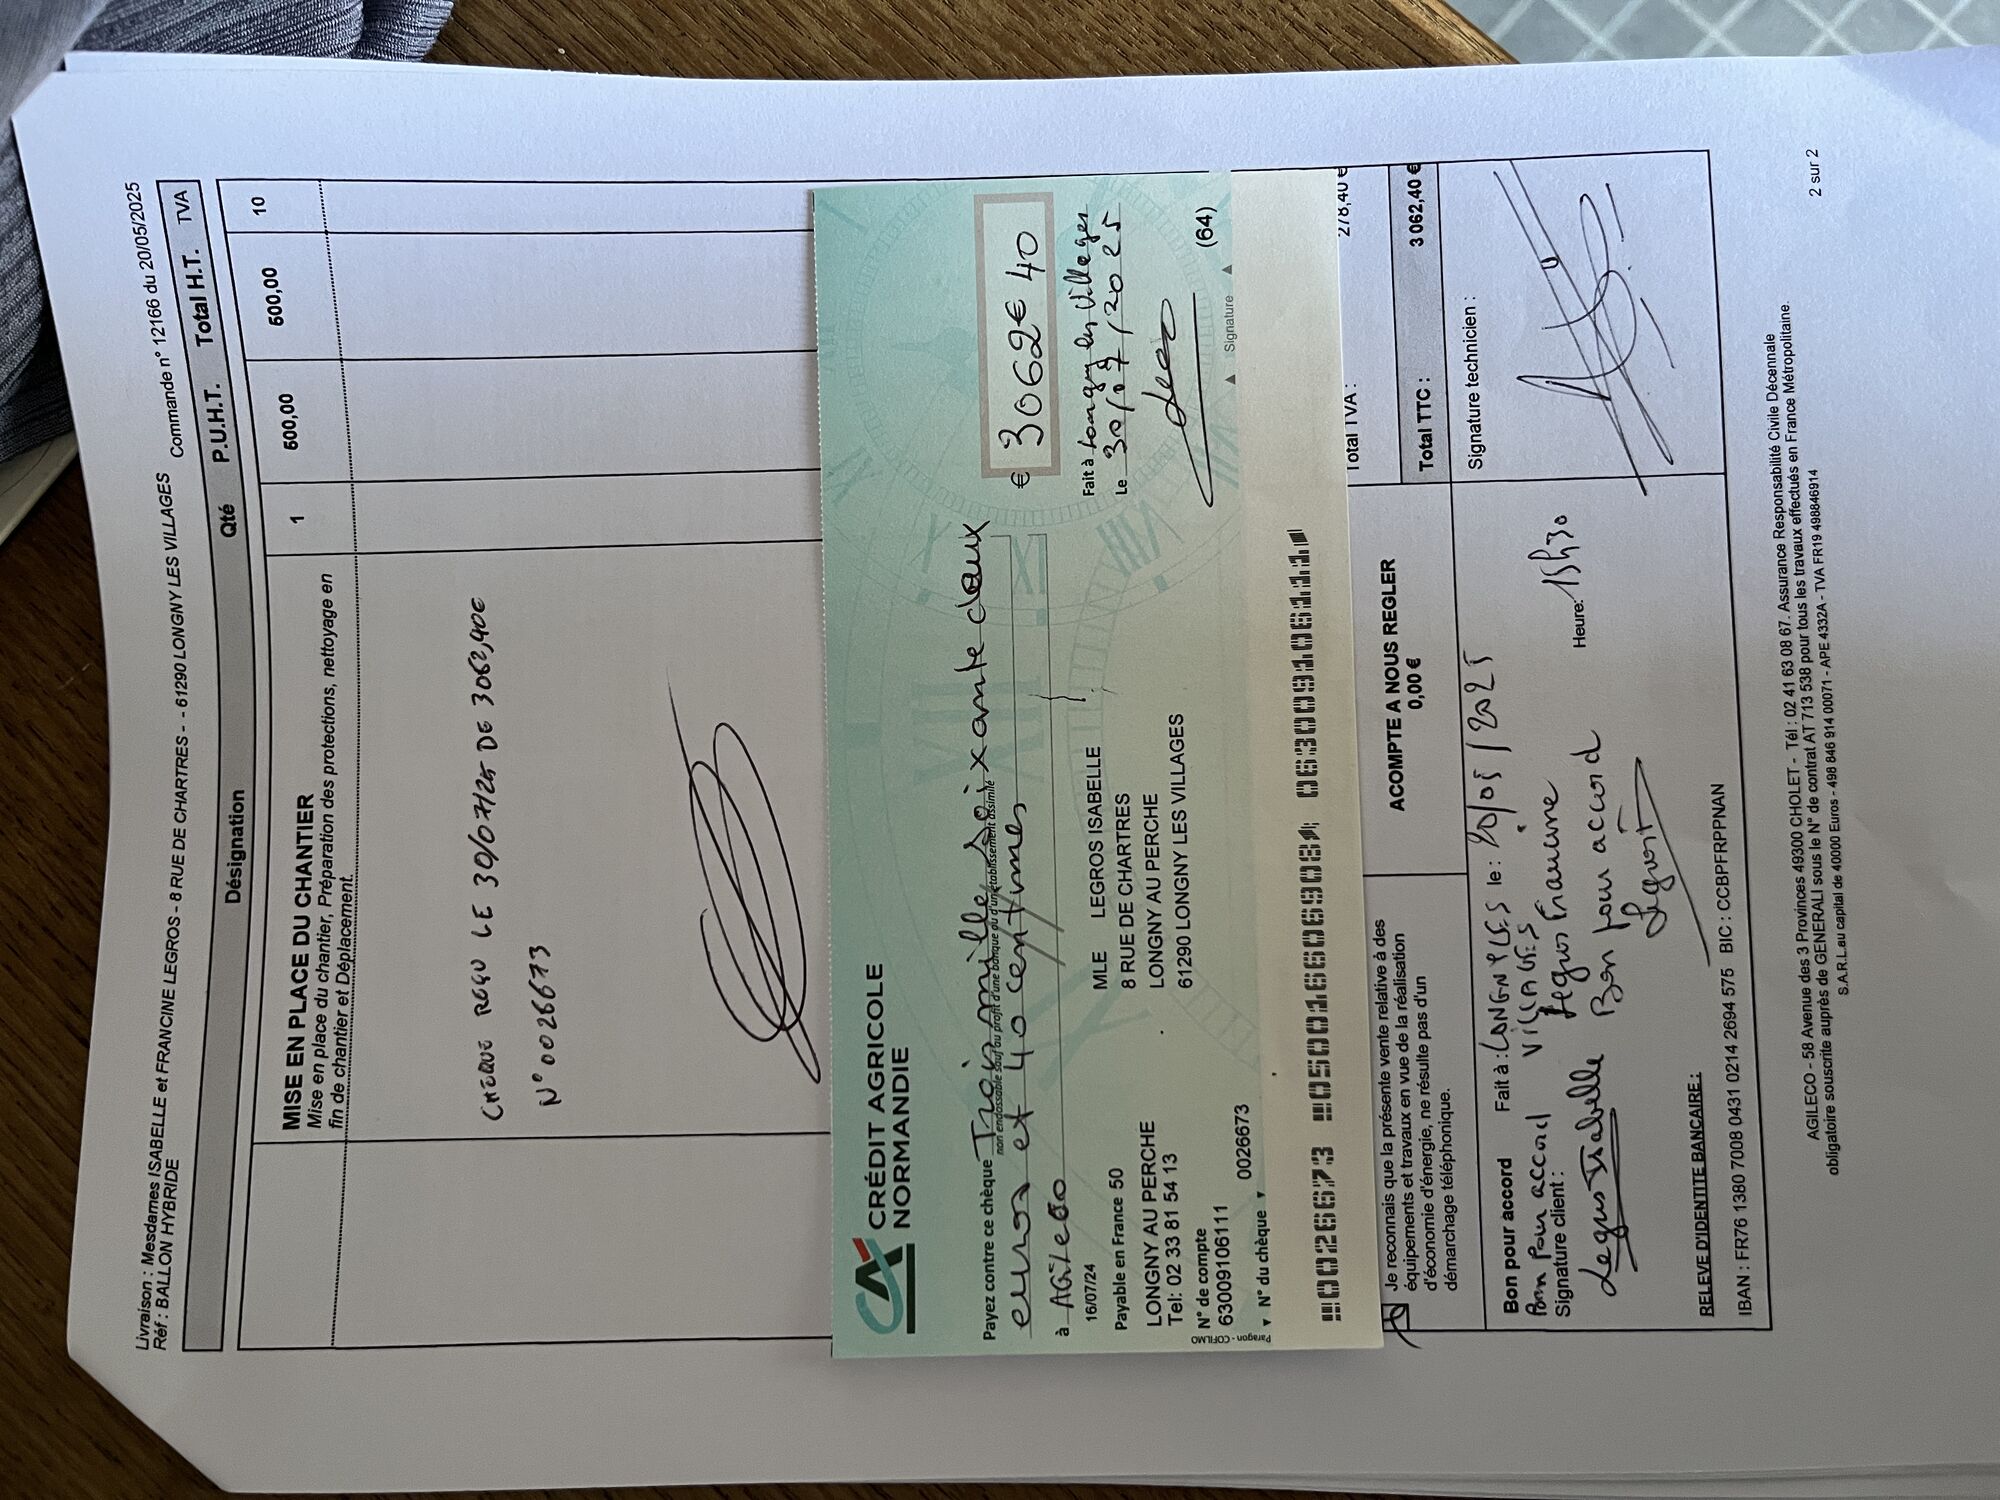 Livraison : Mesdames ISABELLE et FRANCINE LEGROS - 8 RUE DE CHARTRES - - 61290 LONGNY LES VILLAGES
Réf : BALLON HYBRIDE
Commande n° 12166 du 20/05/2025
Désignation Qté P.U.H.T. Total H.T. TVA
MISE EN PLACE DU CHANTIER 1 600,00 600,00 10
Mise en place du chantier, Préparation des protections, nettoyage en
fin de chantier et Déplacement.
CHEQUE REÇU LE 30/07/25 DE 3062,40€
N°0026673
CRÉDIT AGRICOLE
NORMANDIE
Payez contre ce chèque Trois mille soixante deux
non endossable sauf au profit d'une banque ou d'un établissement assimilé
euros et 40 centimes
€ 3062€40
à AGiLeco
16/07/24
Fait à Longny les Villages
Le 30/07/2025
Payable en France 50
LONGNY AU PERCHE
Tel: 02 33 81 54 13
N° de compte
63009106111
MLE LEGROS ISABELLE
8 RUE DE CHARTRES
LONGNY AU PERCHE
61290 LONGNY LES VILLAGES
(64)
Signature
Paragon - COFILMO
N° du chèque 0026673
0026673 050016606908 063009106111
Total TVA : 278,40 €
Total TTC : 3 062,40 €
ACOMPTE A NOUS REGLER
0,00 €
Je reconnais que la présente vente relative à des
équipements et travaux en vue de la réalisation
d'économie d'énergie, ne résulte pas d'un
démarchage téléphonique.
Bon pour accord Fait à : LONGNY LES VILLAGES le : 20/05/2025
Heure: 15h30
Bon Pour accord
Signature client :
Legros Isabelle
Legros Francine
Bon pour accord
Legros
Signature technicien :
RELEVE D'IDENTITE BANCAIRE :
IBAN : FR76 1380 7008 0431 0214 2694 575 BIC : CCBPFRPPNAN
AGILECO - 58 Avenue des 3 Provinces 49300 CHOLET - Tél : 02 41 63 08 67. Assurance Responsabilité Civile Décennale
obligatoire souscrite auprès de GENERALI sous le N° de contrat AT 713 538 pour tous les travaux effectués en France Métropolitaine.
S.A.R.L.au capital de 40000 Euros - 498 846 914 00071 - APE 4332A - TVA FR19 498846914
2 sur 2